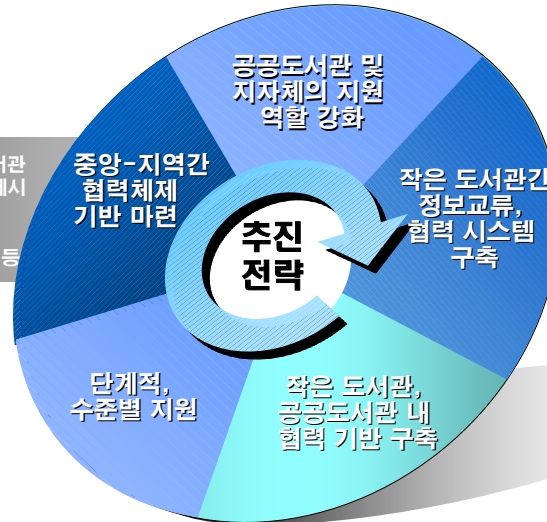 공공도서관 및
지자체의 지원
역할 강화
중앙-지역간
협력체제
기반 마련
작은 도서관간
정보교류,
협력 시스템
구축
추진
전략
단계적,
수준별 지원
작은 도서관,
공공도서관 내
협력 기반 구축
등